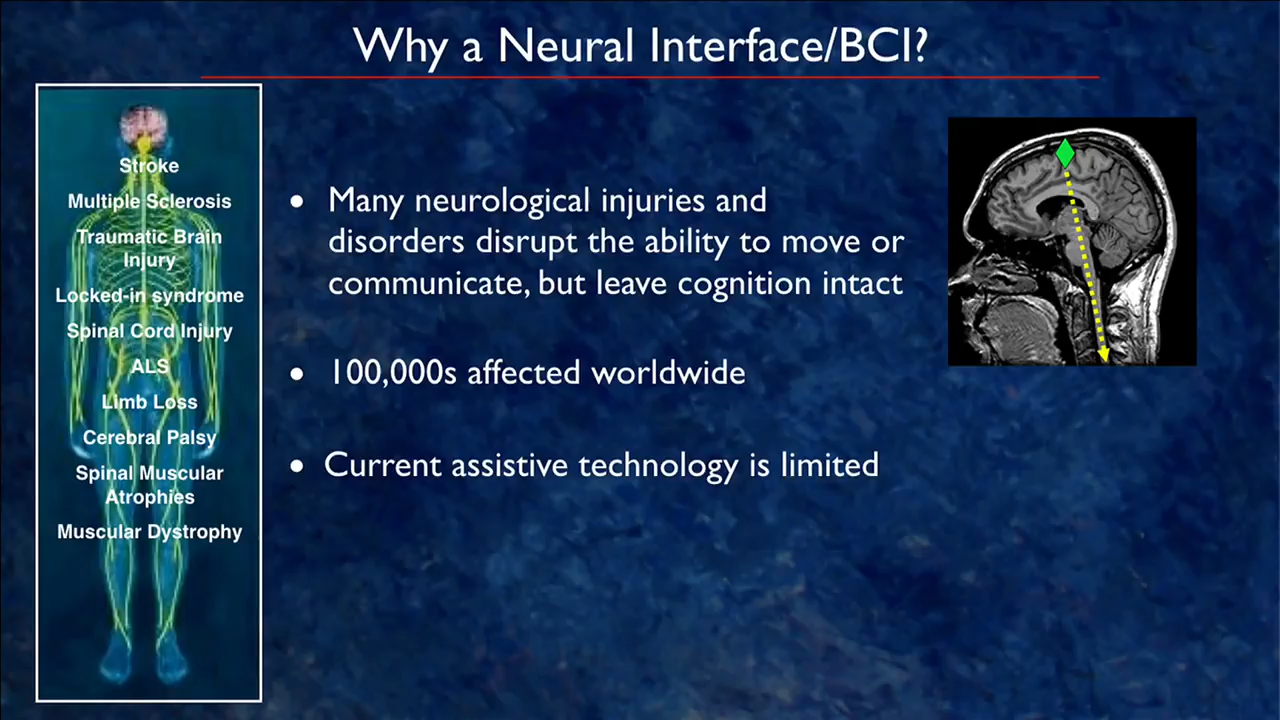 Why a Neural Interface/BCI?
Stroke
Multiple Sclerosis
Traumatic Brain
Injury
Locked-in syndrome
Spinal Cord Injury
ALS
Limb Loss
Cerebral Palsy
Spinal Muscular
Atrophies
Muscular Dystrophy
• Many neurological injuries and
disorders disrupt the ability to move or
communicate, but leave cognition intact
• 100,000s affected worldwide
• Current assistive technology is limited